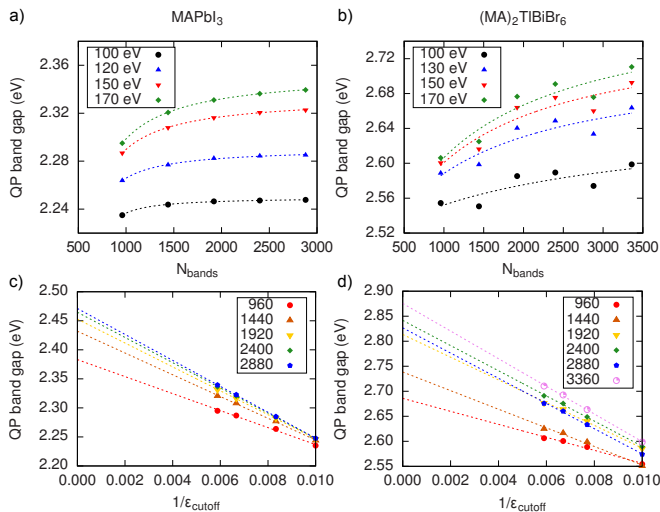 a) MAPbI3
QP band gap (eV)
2.36
2.32
2.28
2.24
100 eV
120 eV
150 eV
170 eV
500 1000 1500 2000 2500 3000
Nbands
b) (MA)2TlBiBr6
QP band gap (eV)
2.72
2.68
2.64
2.60
2.56
2.52
100 eV
130 eV
150 eV
170 eV
500 1000 1500 2000 2500 3000 3500
Nbands
c)
QP band gap (eV)
2.50
2.45
2.40
2.35
2.30
2.25
2.20
960
1440
1920
2400
2880
0.000 0.002 0.004 0.006 0.008 0.010
1/εcutoff
d)
QP band gap (eV)
2.90
2.85
2.80
2.75
2.70
2.65
2.60
2.55
960
1440
1920
2400
2880
3360
0.000 0.002 0.004 0.006 0.008 0.010
1/εcutoff